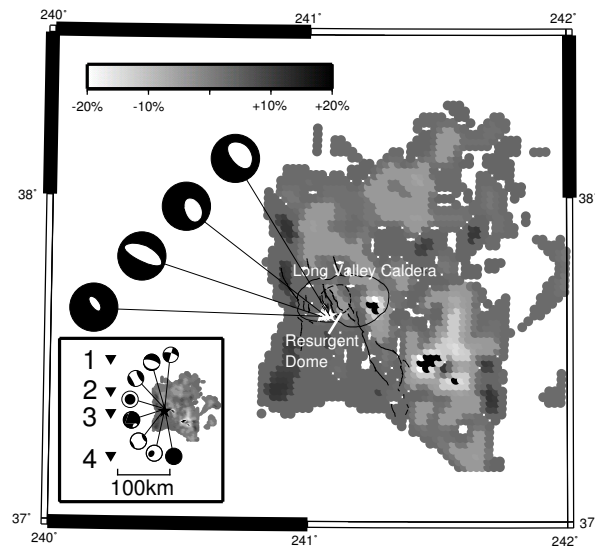 240° 241° 242°
-20% -10% +10% +20%
38° 38°
Long Valley Caldera
Resurgent
Dome
1
2
3
4
100km
37° 37°
240° 241° 242°